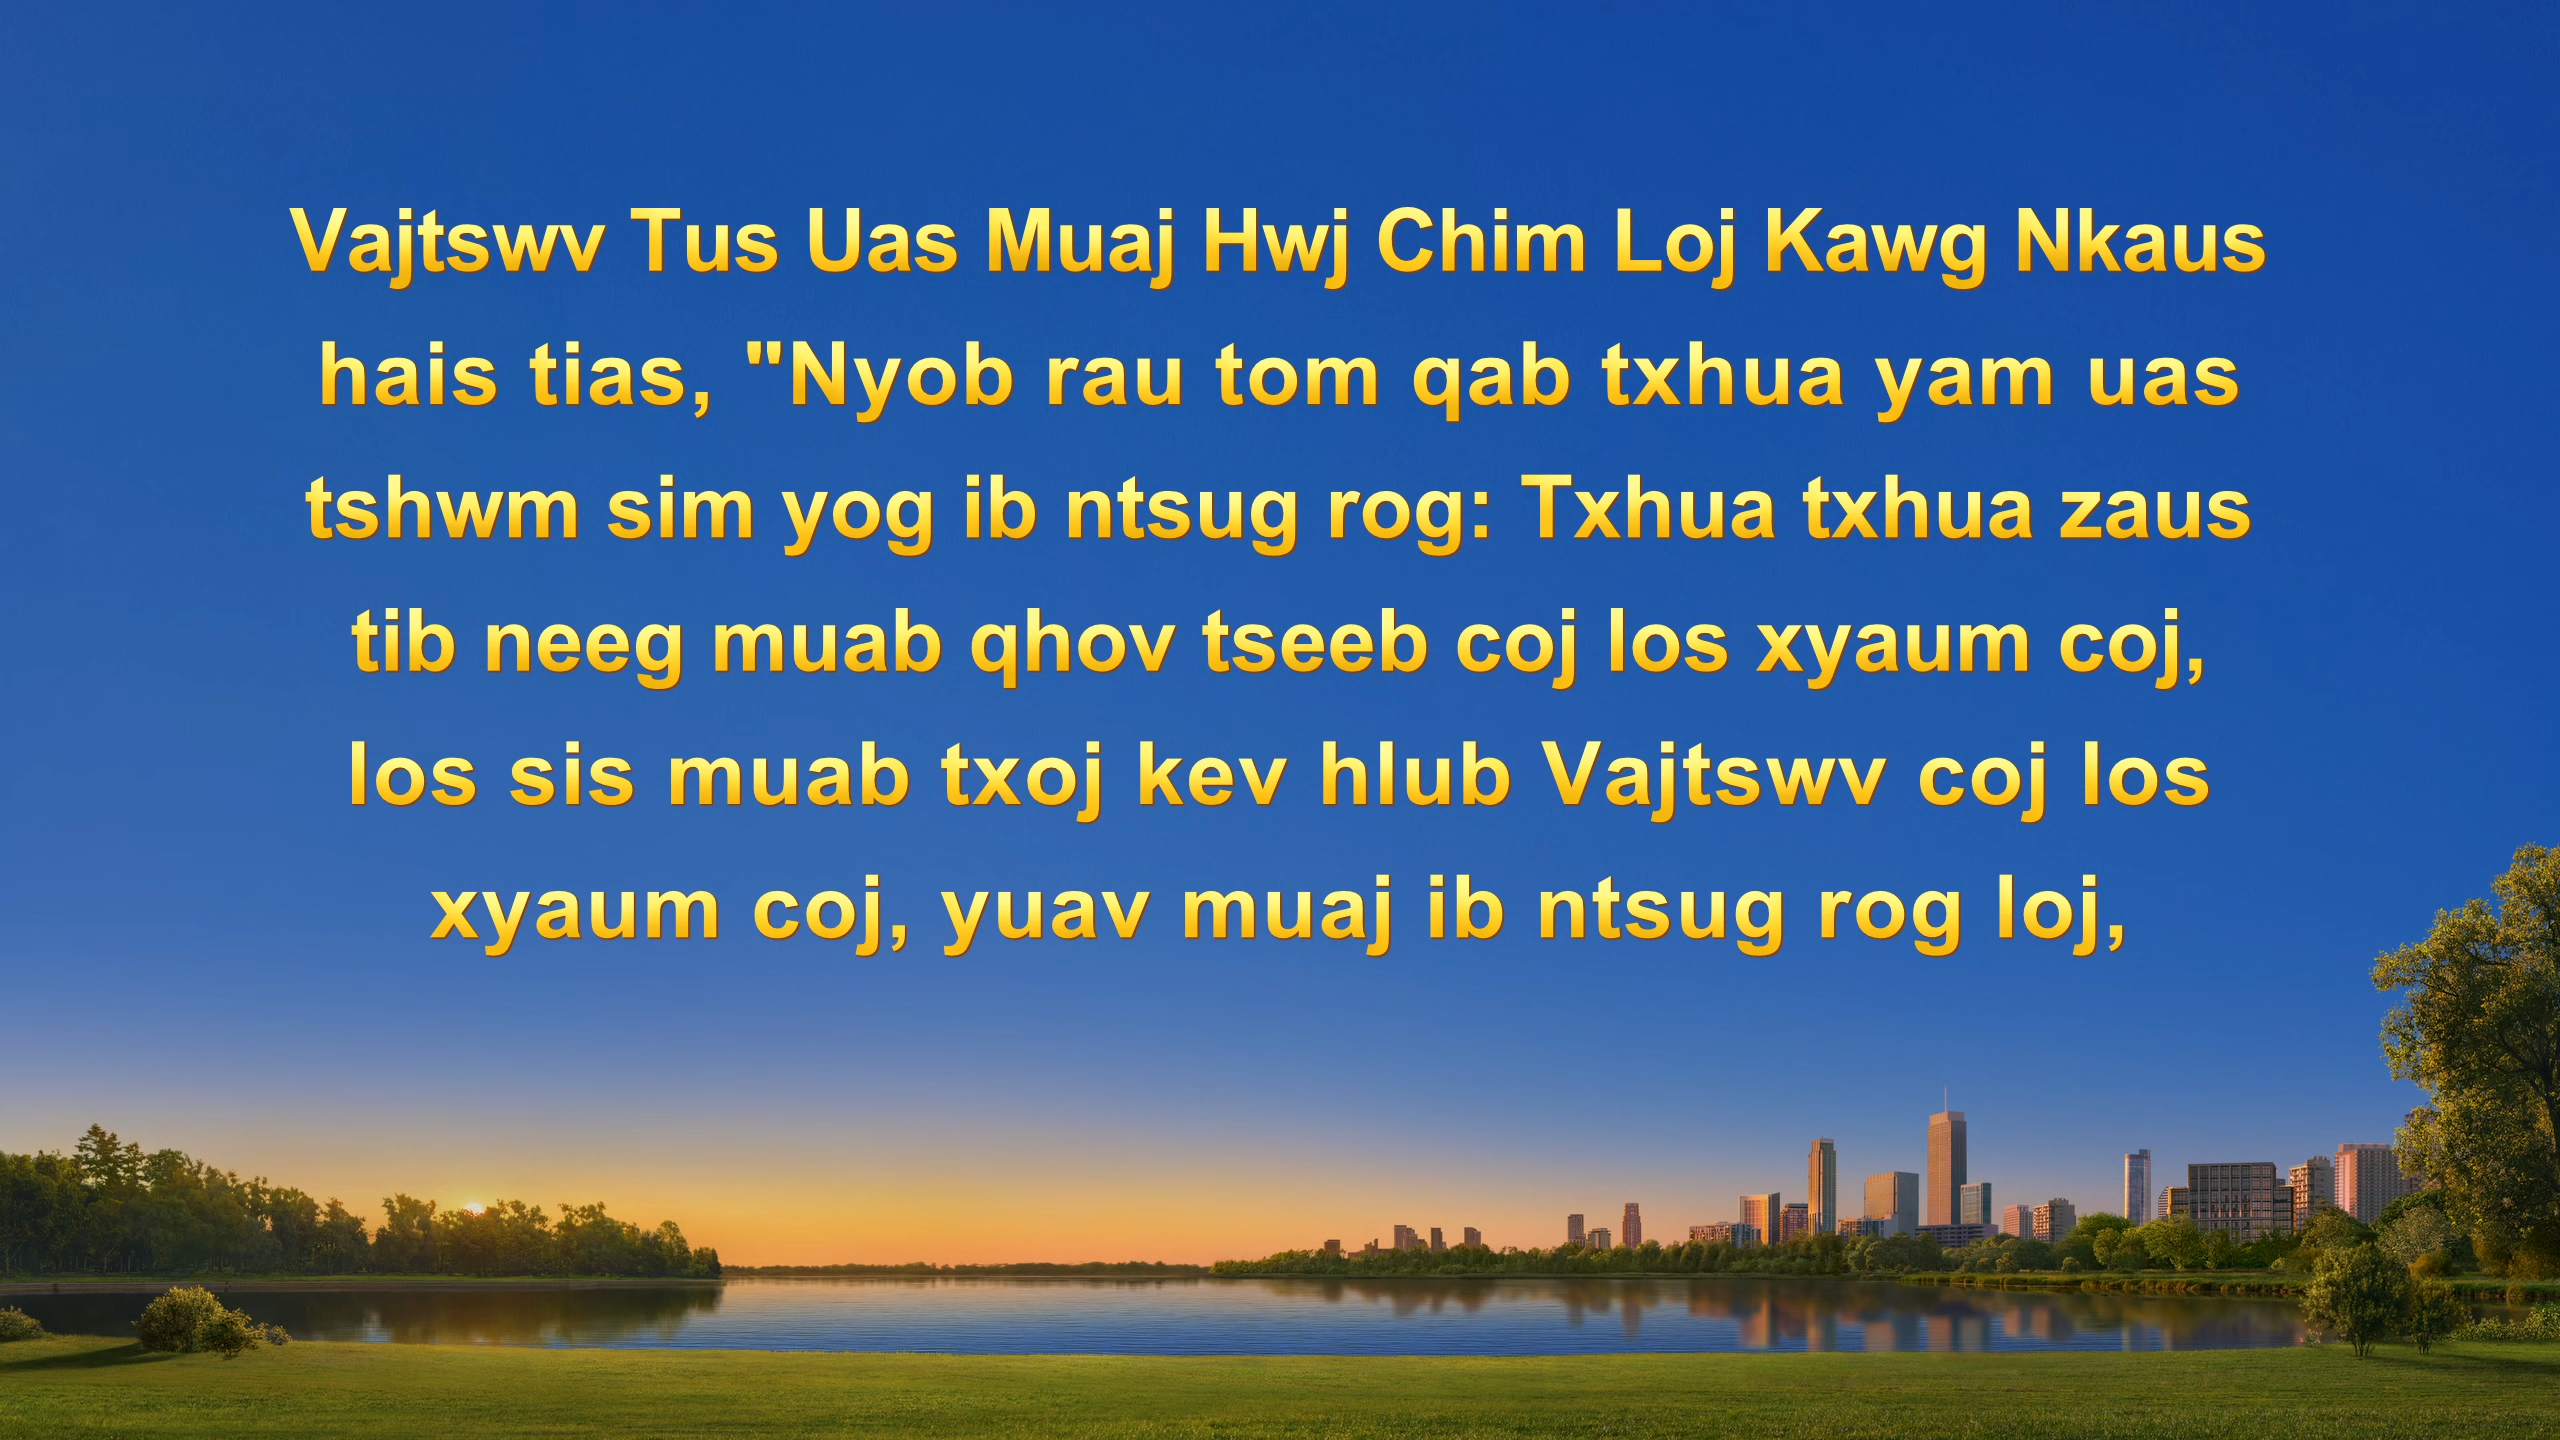 Vajtswv Tus Uas Muaj Hwj Chim Loj Kawg Nkaus
hais tias, "Nyob rau tom qab txhua yam uas
tshwm sim yog ib ntsug rog: Txhua txhua zaus
tib neeg muab qhov tseeb coj los xyaum coj,
los sis muab txoj kev hlub Vajtswv coj los
xyaum coj, yuav muaj ib ntsug rog loj,